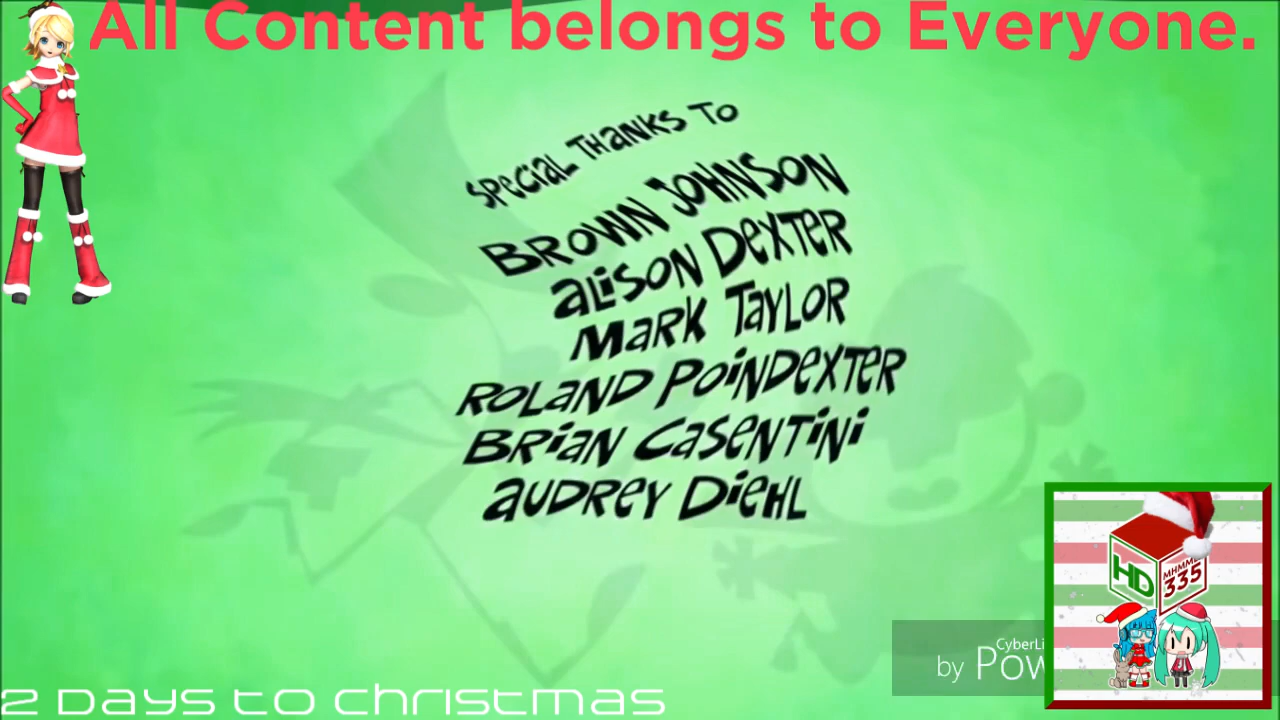 All Content belongs to Everyone.
SPECiaL THaNKS TO
BROWN JOHNSON
aLiSON DEXTER
MaRK TaYLOR
ROLAND POiNDEXTER
BRiaN CaSENTiNi
aUDREY DiEHL
HD
335
by
2 Days to Christmas